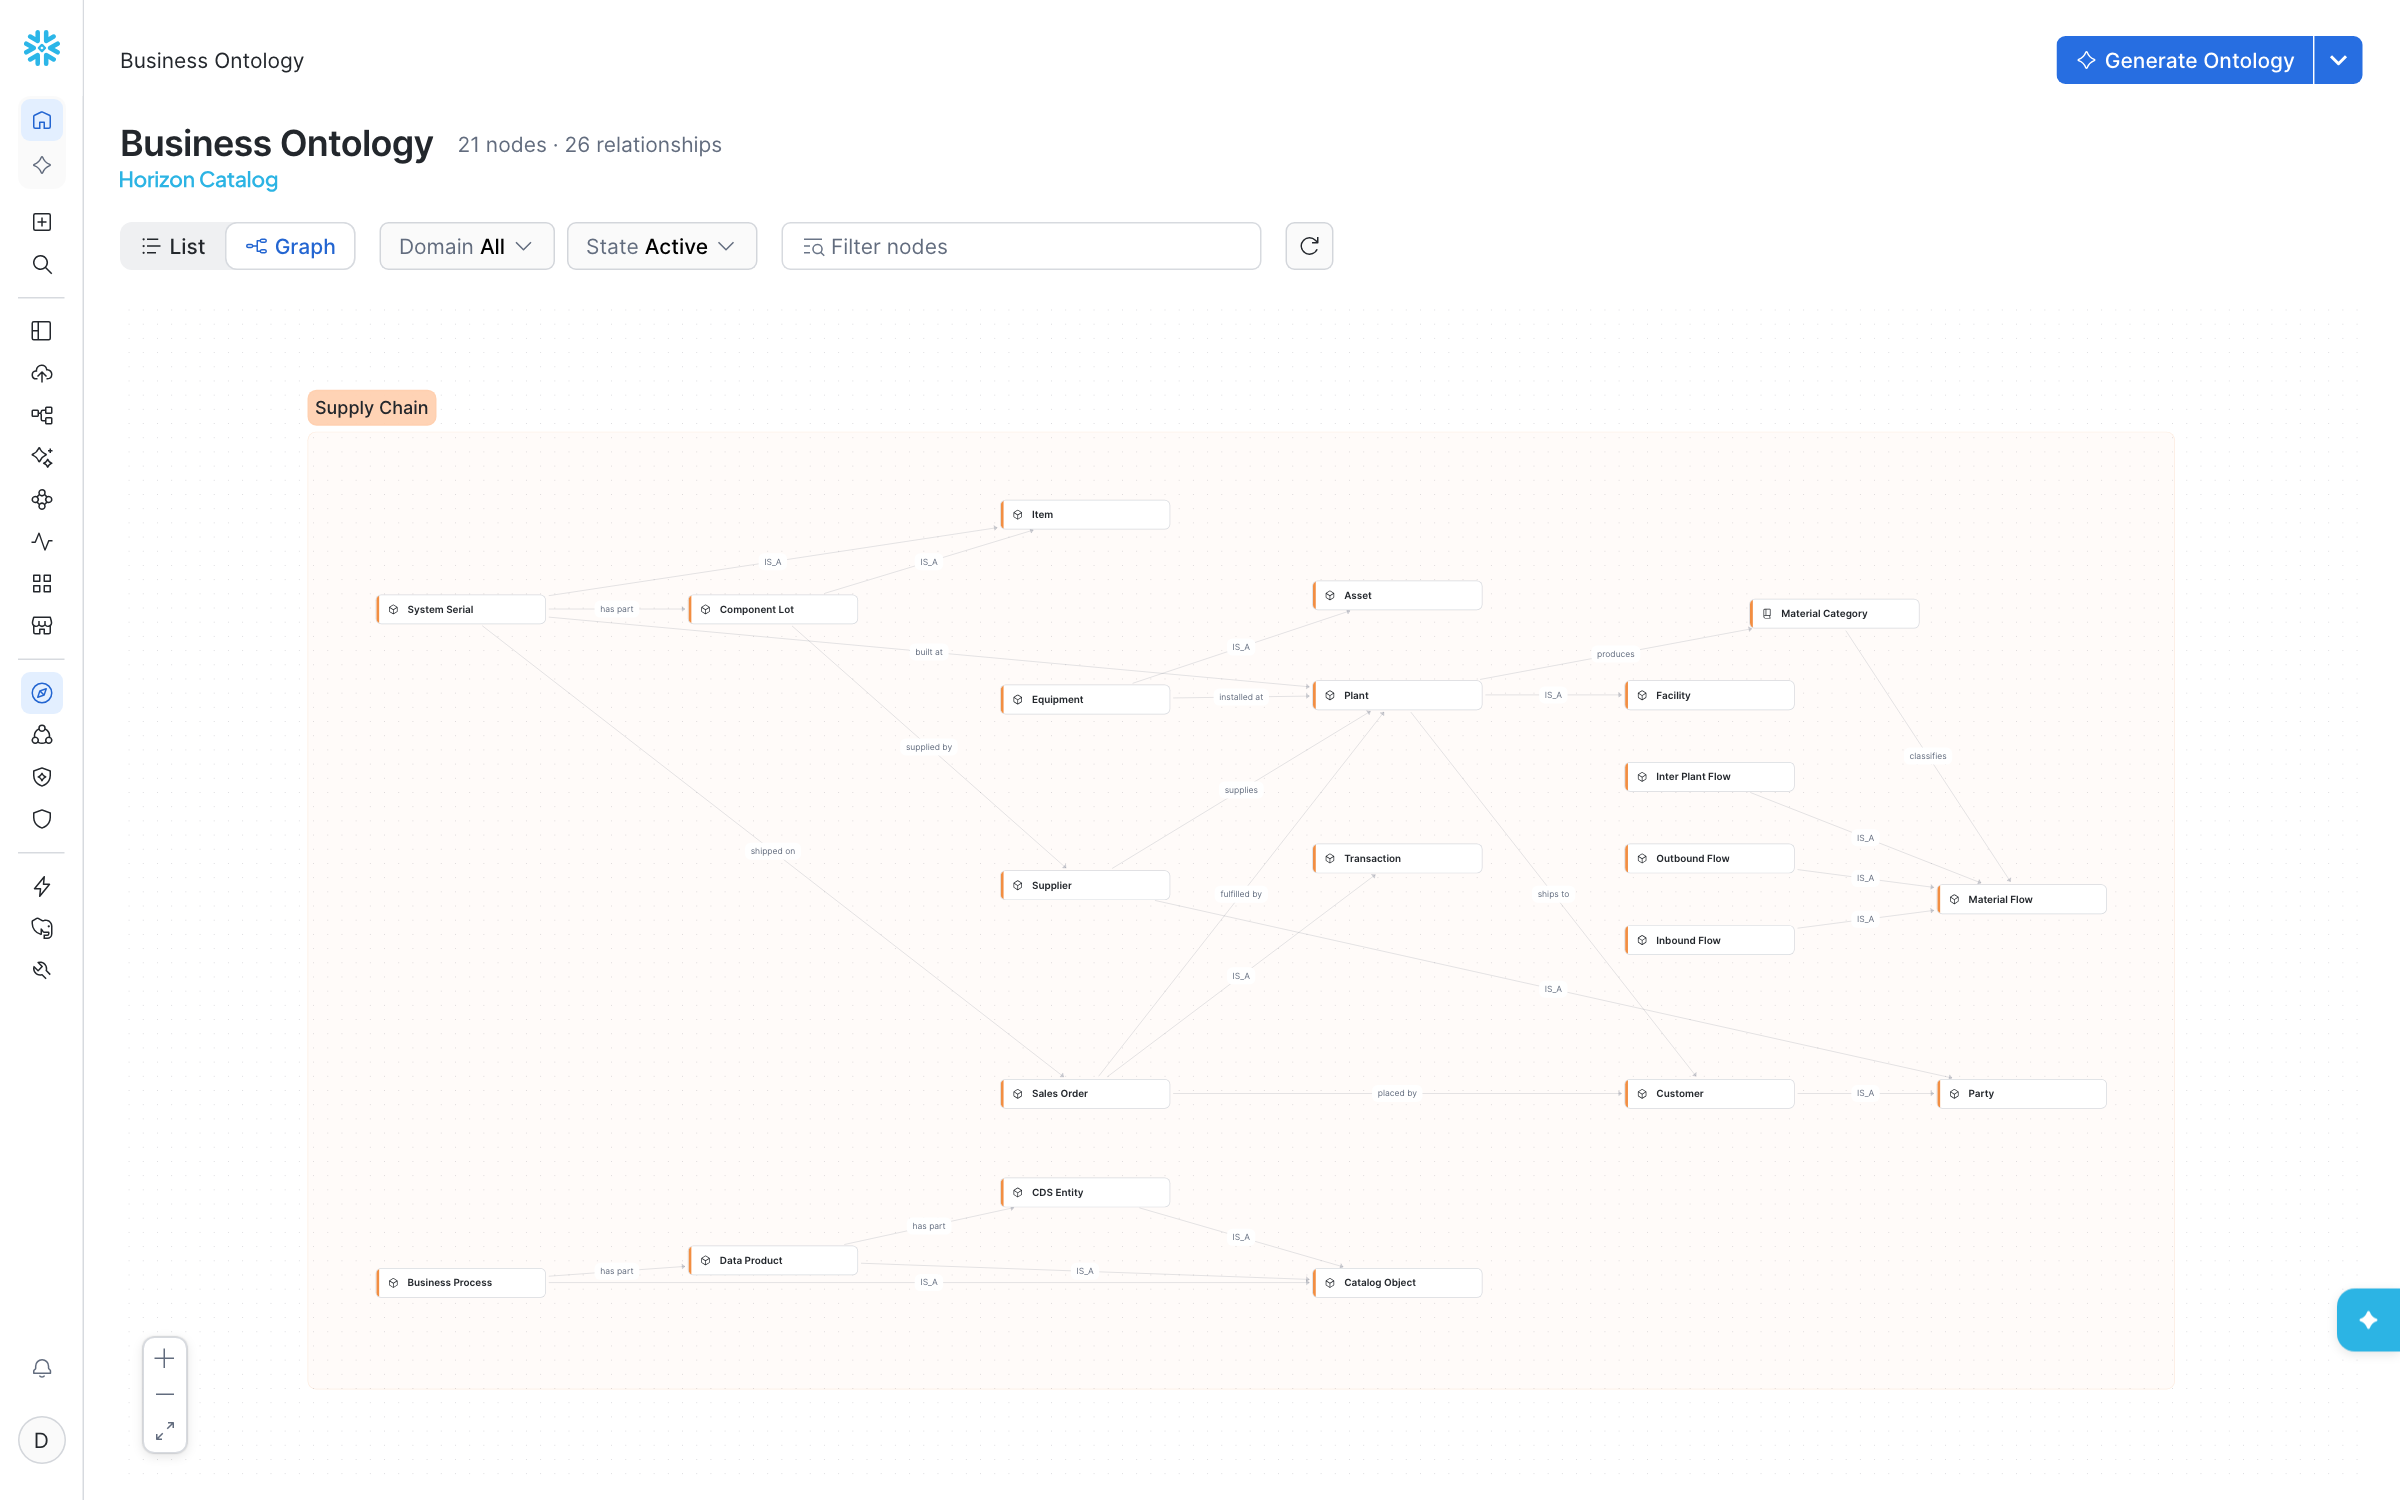 Business Ontology
Generate Ontology
Business Ontology 21 nodes · 26 relationships
Horizon Catalog
List Graph Domain All State Active Filter nodes
Supply Chain
Item
IS_A IS_A
Asset
System Serial has part Component Lot
Material Category
IS_A
built at
produces
Equipment installed at Plant IS_A Facility
supplied by
classifies
Inter Plant Flow
supplies
IS_A
shipped on
Transaction Outbound Flow
IS_A
Supplier
fulfilled by ships to
Material Flow
IS_A
Inbound Flow
IS_A
IS_A
Sales Order placed by Customer IS_A Party
CDS Entity
has part
IS_A
Data Product
has part IS_A
Business Process IS_A Catalog Object
D